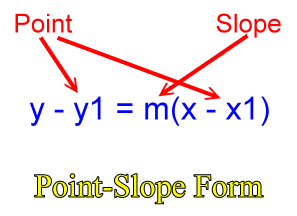 Point Slope
y - y1 = m(x - x1)
Point-Slope Form